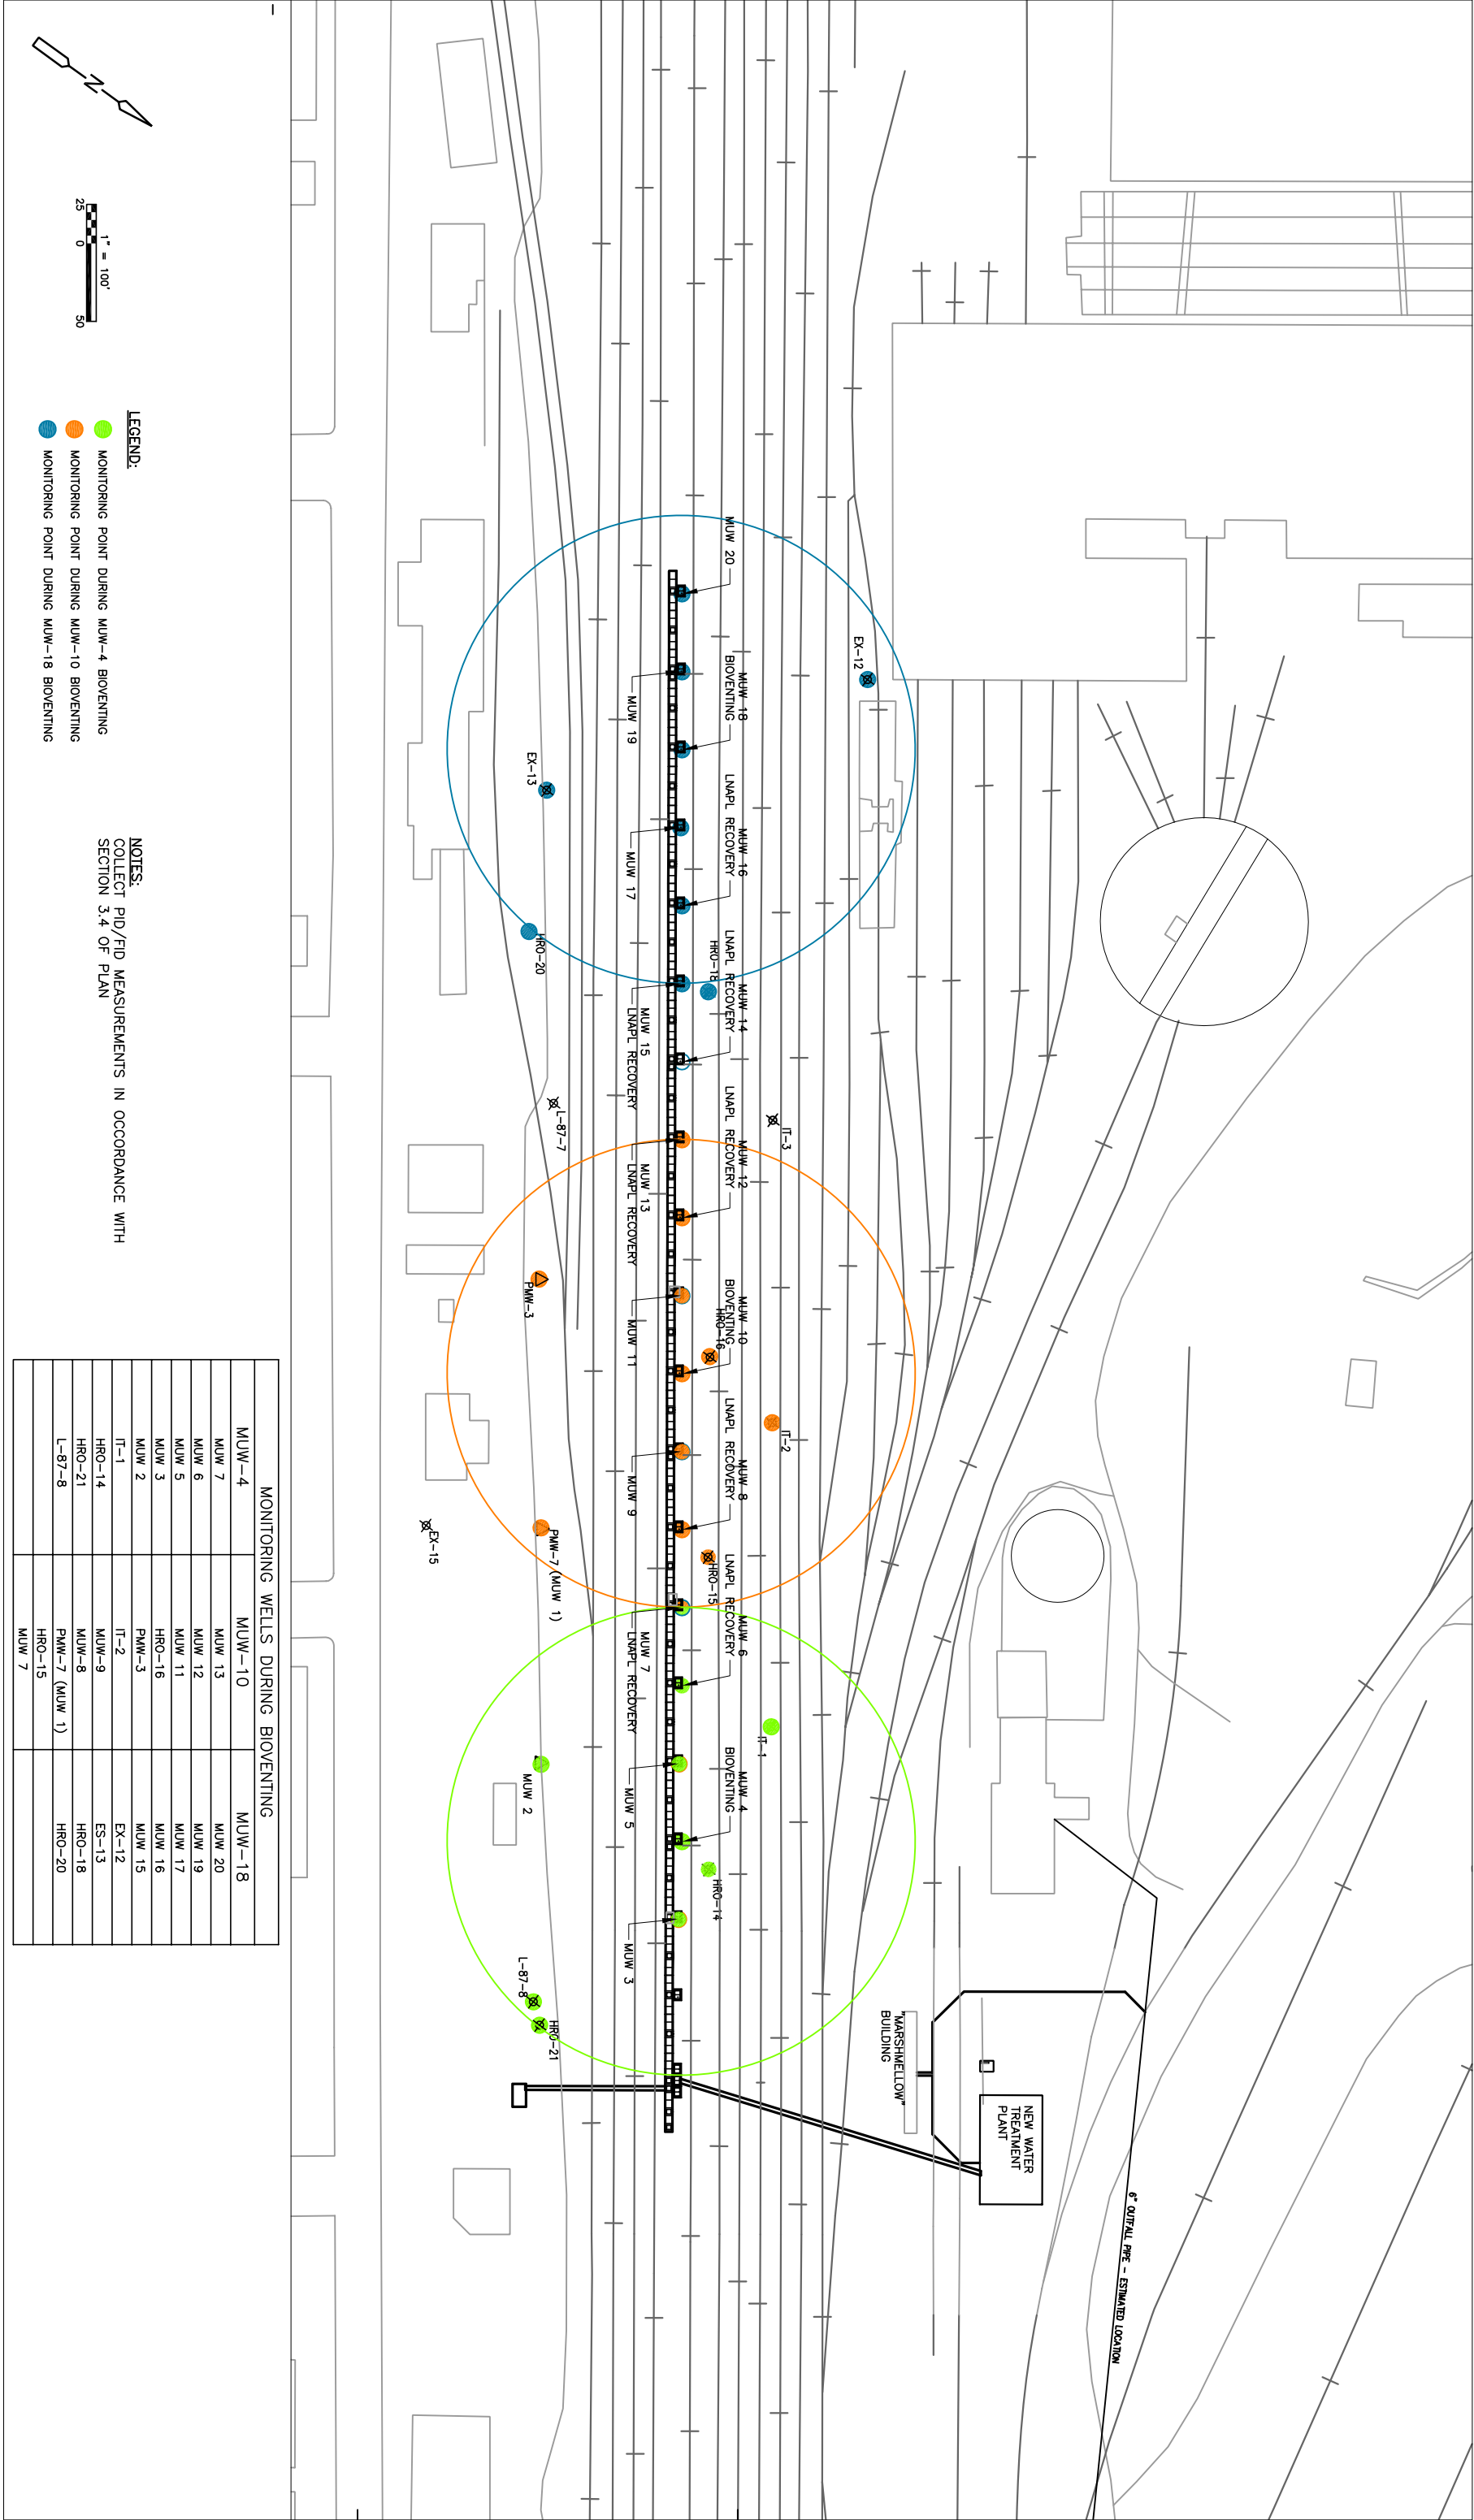 N
1" = 100'
25 0 50
LEGEND:
MONITORING POINT DURING MUW-4 BIOVENTING
MONITORING POINT DURING MUW-10 BIOVENTING
MONITORING POINT DURING MUW-18 BIOVENTING
NOTES:
COLLECT PID/FID MEASUREMENTS IN OCCORDANCE WITH
SECTION 3.4 OF PLAN
MUW 20
MUW 19
MUW 18
BIOVENTING
MUW 17
MUW 16
LNAPL RECOVERY
MUW 15
LNAPL RECOVERY
MUW 14
LNAPL RECOVERY
MUW 13
LNAPL RECOVERY
MUW 12
LNAPL RECOVERY
MUW 11
MUW 10
BIOVENTING
MUW 9
MUW 8
LNAPL RECOVERY
MUW 7
LNAPL RECOVERY
MUW 6
LNAPL RECOVERY
MUW 5
MUW 4
BIOVENTING
MUW 3
MUW 2
EX-12
EX-13
HRO-20
HRO-18
L-87-7
IT-3
PMW-3
HRO-16
IT-2
EX-15
PMW-7 (MUW 1)
HRO-15
IT-1
HRO-14
L-87-8
HRO-21
"MARSHMELLOW"
BUILDING
NEW WATER
TREATMENT
PLANT
6" OUTFALL PIPE - ESTIMATED LOCATION
MONITORING WELLS DURING BIOVENTING
MUW-4 MUW-10 MUW-18
MUW 7 MUW 13 MUW 20
MUW 6 MUW 12 MUW 19
MUW 5 MUW 11 MUW 17
MUW 3 HRO-16 MUW 16
MUW 2 PMW-3 MUW 15
IT-1 IT-2 EX-12
HRO-14 MUW-9 ES-13
HRO-21 MUW-8 HRO-18
L-87-8 PMW-7 (MUW 1) HRO-20
HRO-15
MUW 7